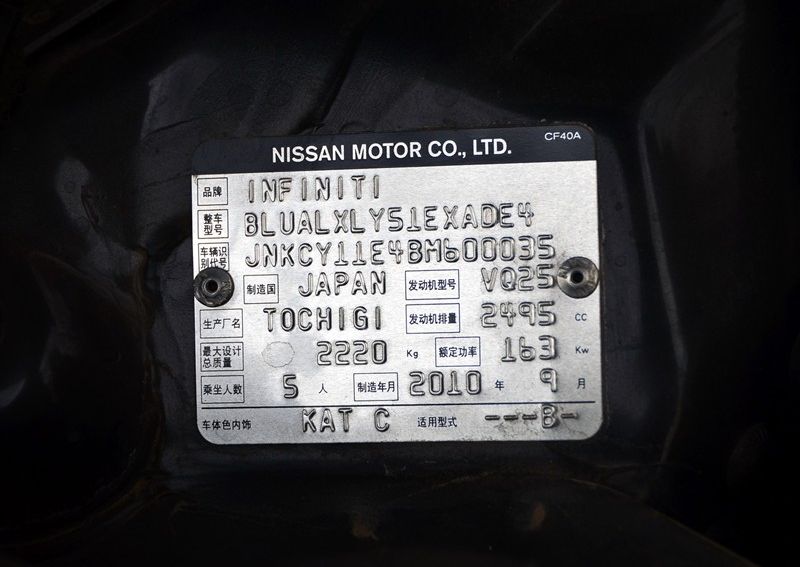 CF40A
NISSAN MOTOR CO., LTD.
品牌 INFINITI
整车型号 BLUALXLY51EXADE4
车辆识别代号 JNKCY11E4BM600035
制造国 JAPAN 发动机型号 VQ25
生产厂名 TOCHIGI 发动机排量 2495 CC
最大设计总质量 2220 Kg 额定功率 163 Kw
乘坐人数 5 人 制造年月 2010 年 9 月
车体色内饰 KAT C 适用型式 ---B-